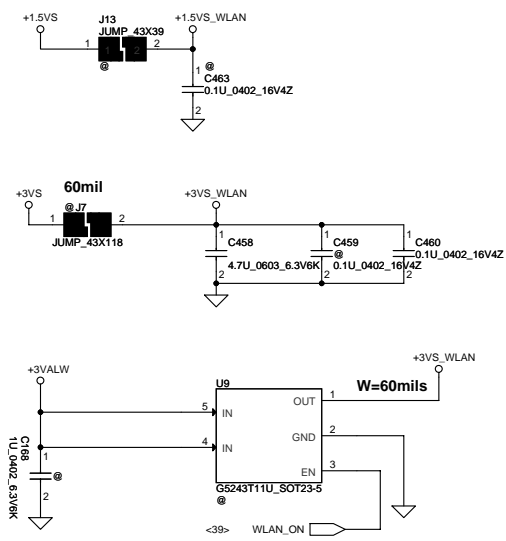 +1.5VS
J13
JUMP_43X39
+1.5VS_WLAN
1
1
2
2
@
1
@
C463
0.1U_0402_16V4Z
2
60mil
+3VS
@ J7
+3VS_WLAN
1
2
JUMP_43X118
1
C458
4.7U_0603_6.3V6K
2
1
C459
@
0.1U_0402_16V4Z
2
1
C460
0.1U_0402_16V4Z
2
+3VALW
+3VS_WLAN
U9
W=60mils
5
IN
OUT
1
4
IN
GND
2
EN
3
C168
1U_0402_6.3V6K
1
@
2
G5243T11U_SOT23-5
@
<39>
WLAN_ON